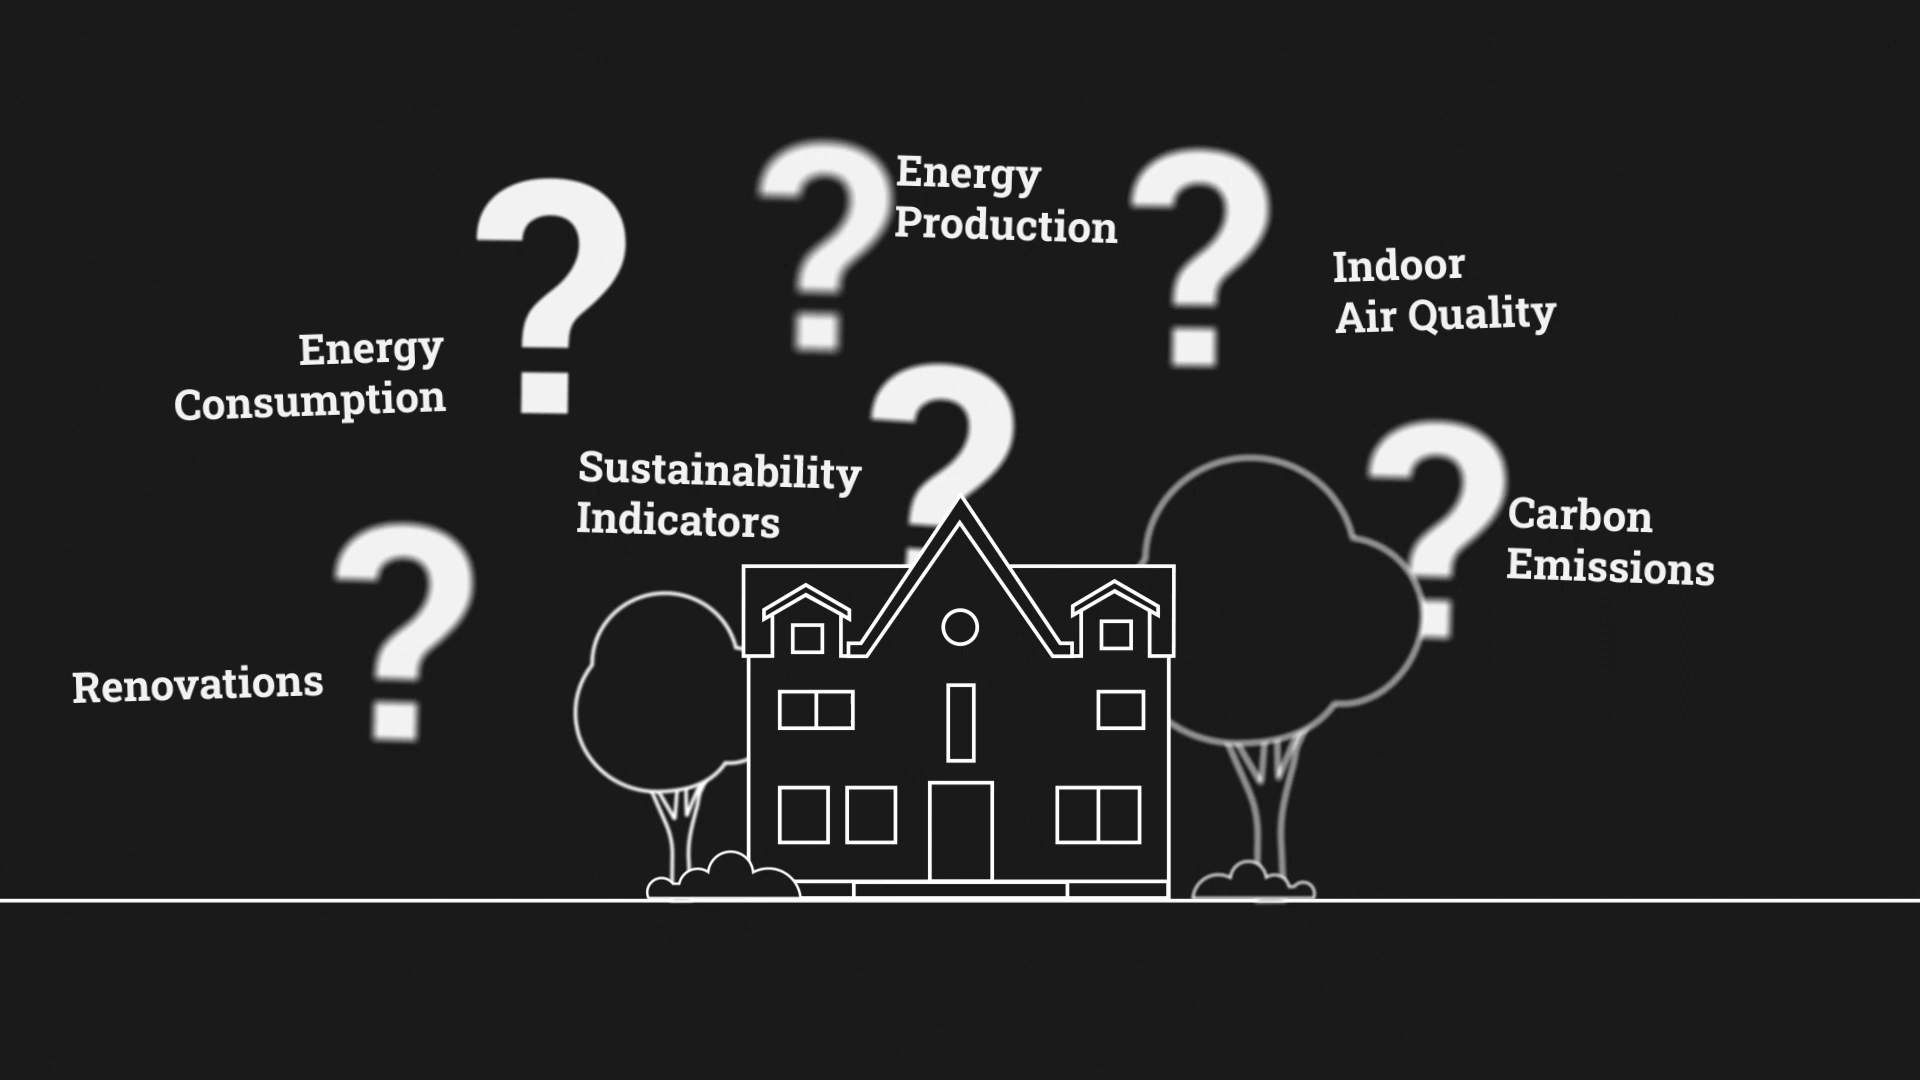 ?
Energy
Production
?
?
Indoor
Air Quality
Energy
Consumption
?
Sustainability
Indicators
?
Carbon
Emissions
?
Renovations